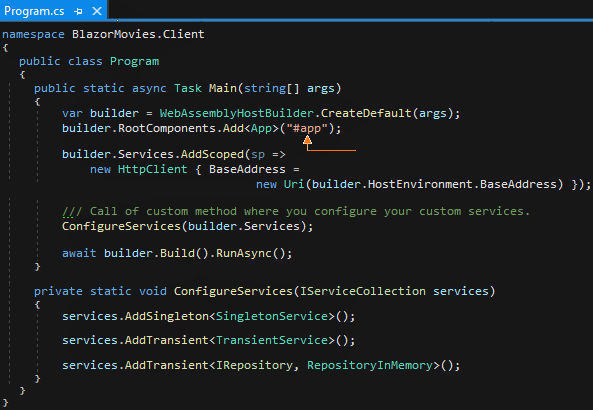 Program.cs
namespace BlazorMovies.Client
{
public class Program
{
public static async Task Main(string[] args)
{
var builder = WebAssemblyHostBuilder.CreateDefault(args);
builder.RootComponents.Add<App>("#app");
builder.Services.AddScoped(sp =>
new HttpClient { BaseAddress =
new Uri(builder.HostEnvironment.BaseAddress) });
/// Call of custom method where you configure your custom services.
ConfigureServices(builder.Services);
await builder.Build().RunAsync();
}
private static void ConfigureServices(IServiceCollection services)
{
services.AddSingleton<SingletonService>();
services.AddTransient<TransientService>();
services.AddTransient<IRepository, RepositoryInMemory>();
}
}
}